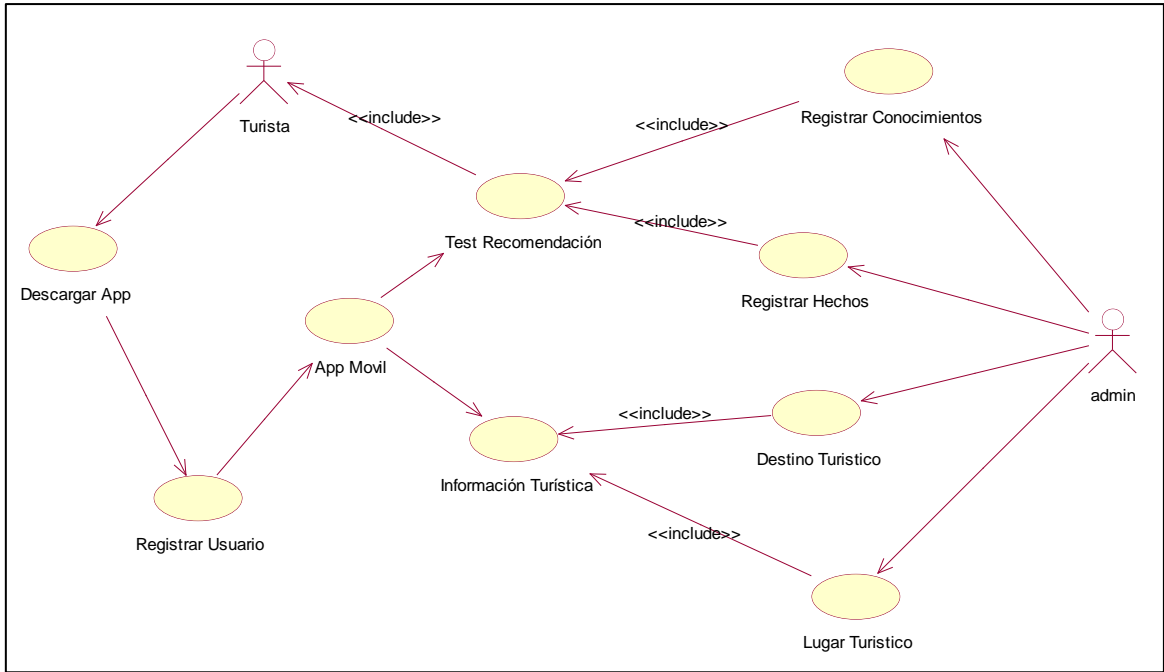 Turista
<<include>>
<<include>>
Registrar Conocimientos
Test Recomendación
<<include>>
Registrar Hechos
Descargar App
App Movil
admin
<<include>>
Información Turística
Destino Turistico
Registrar Usuario
<<include>>
Lugar Turistico